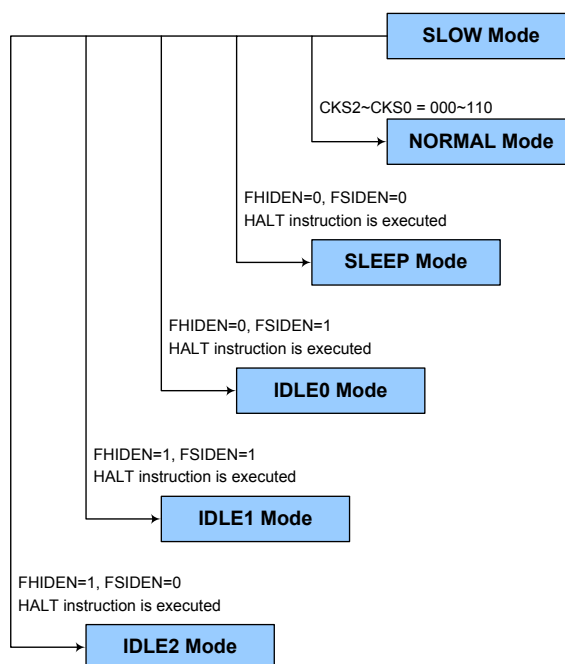 SLOW Mode
CKS2~CKS0 = 000~110
NORMAL Mode
FHIDEN=0, FSIDEN=0
HALT instruction is executed
SLEEP Mode
FHIDEN=0, FSIDEN=1
HALT instruction is executed
IDLE0 Mode
FHIDEN=1, FSIDEN=1
HALT instruction is executed
IDLE1 Mode
FHIDEN=1, FSIDEN=0
HALT instruction is executed
IDLE2 Mode